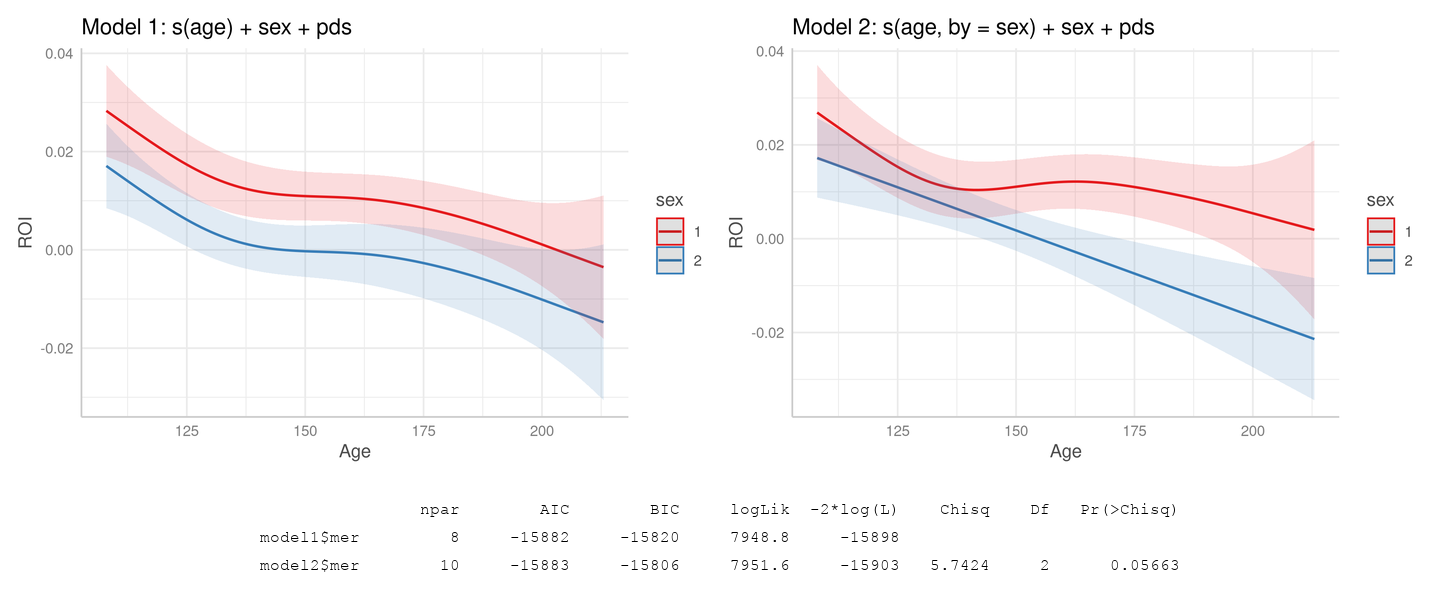 Model 1: s(age) + sex + pds
0.04
0.02
0.00
-0.02
ROI
125 150 175 200
Age
sex
1
2
Model 2: s(age, by = sex) + sex + pds
0.04
0.02
0.00
-0.02
ROI
125 150 175 200
Age
sex
1
2
npar AIC BIC logLik -2*log(L) Chisq Df Pr(>Chisq)
model1$mer 8 -15882 -15820 7948.8 -15898
model2$mer 10 -15883 -15806 7951.6 -15903 5.7424 2 0.05663